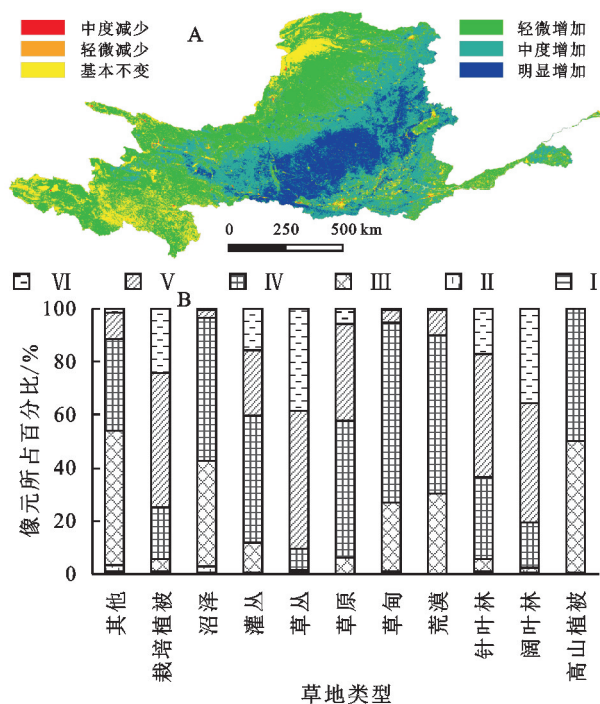 中度减少
轻微减少
基本不变
A
轻微增加
中度增加
明显增加
0 250 500 km
Ⅵ Ⅴ Ⅳ Ⅲ Ⅱ Ⅰ
B
像元所占百分比/%
100
80
60
40
20
0
其他
栽培植被
沼泽
灌丛
草丛
草原
草甸
荒漠
针叶林
阔叶林
高山植被
草地类型